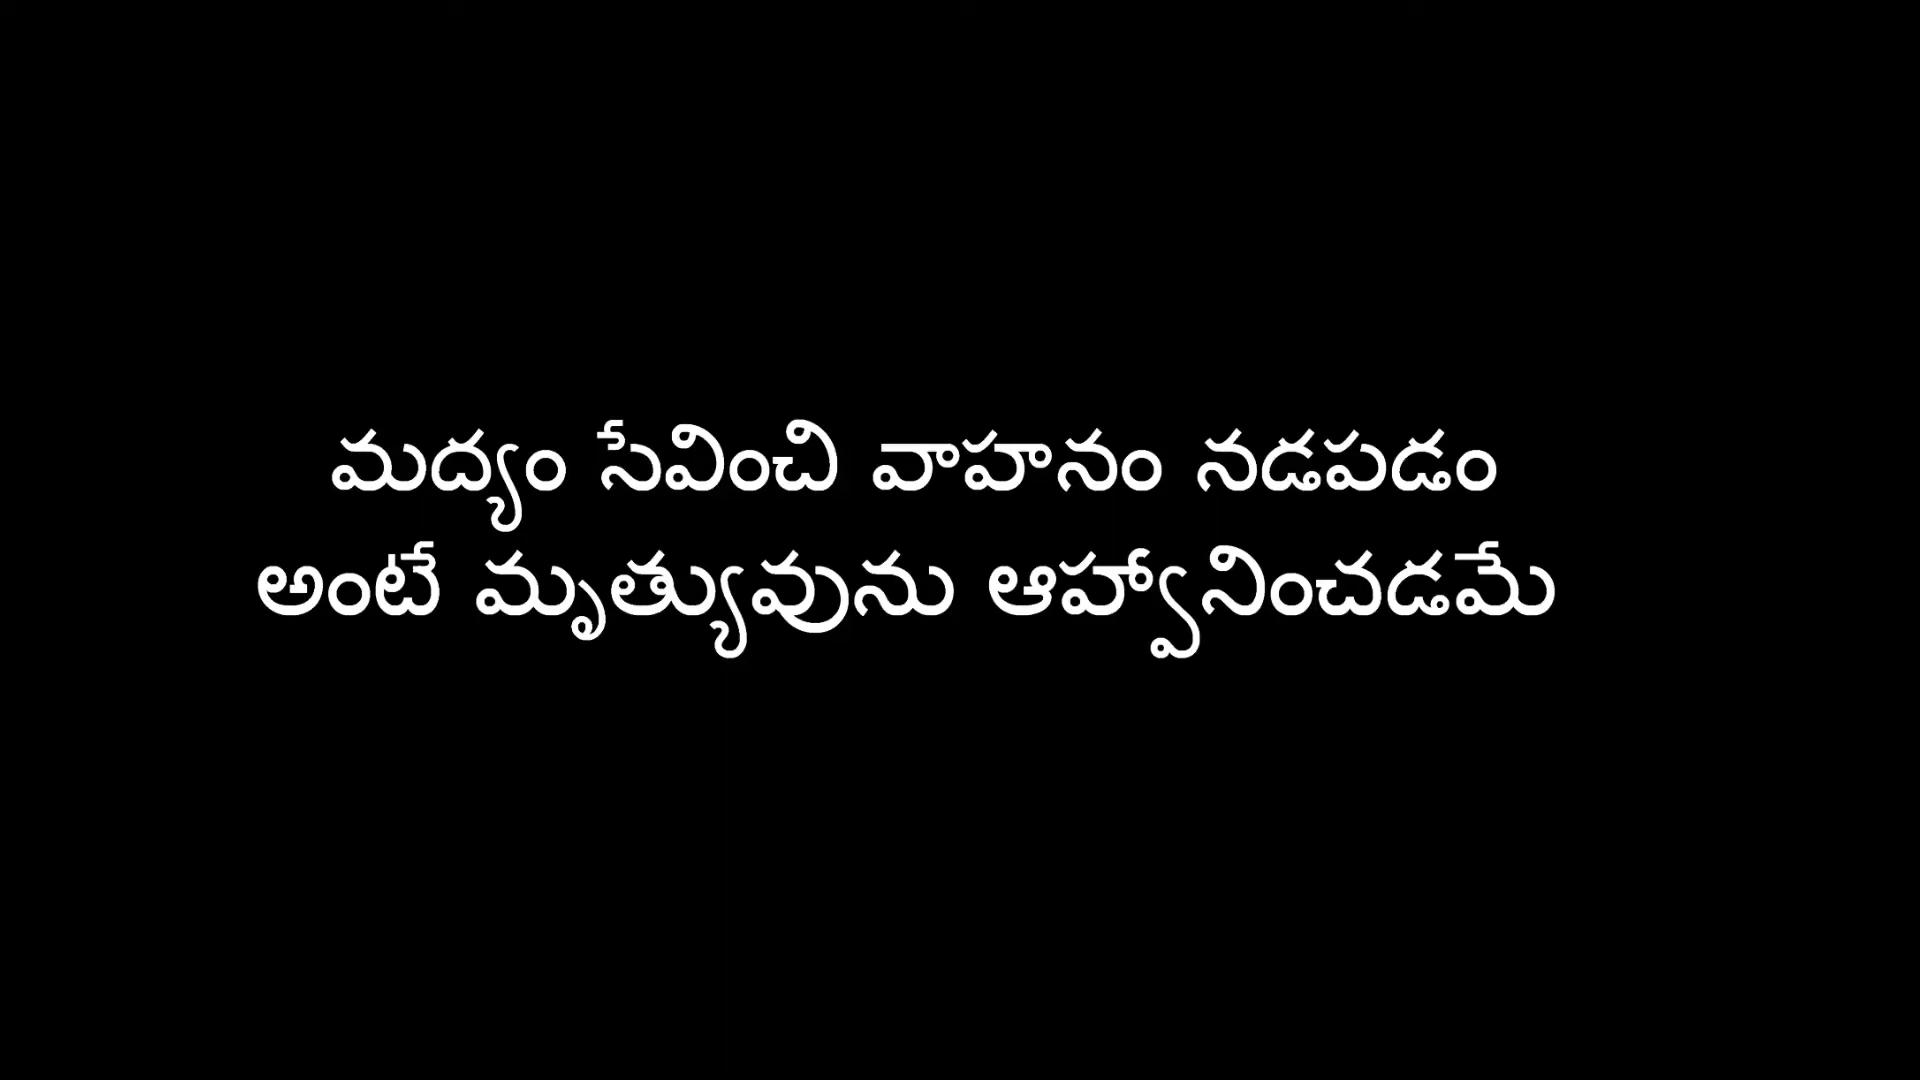 మద్యం సేవించి వాహనం నడపడం
అంటే మృత్యువును ఆహ్వానించడమే